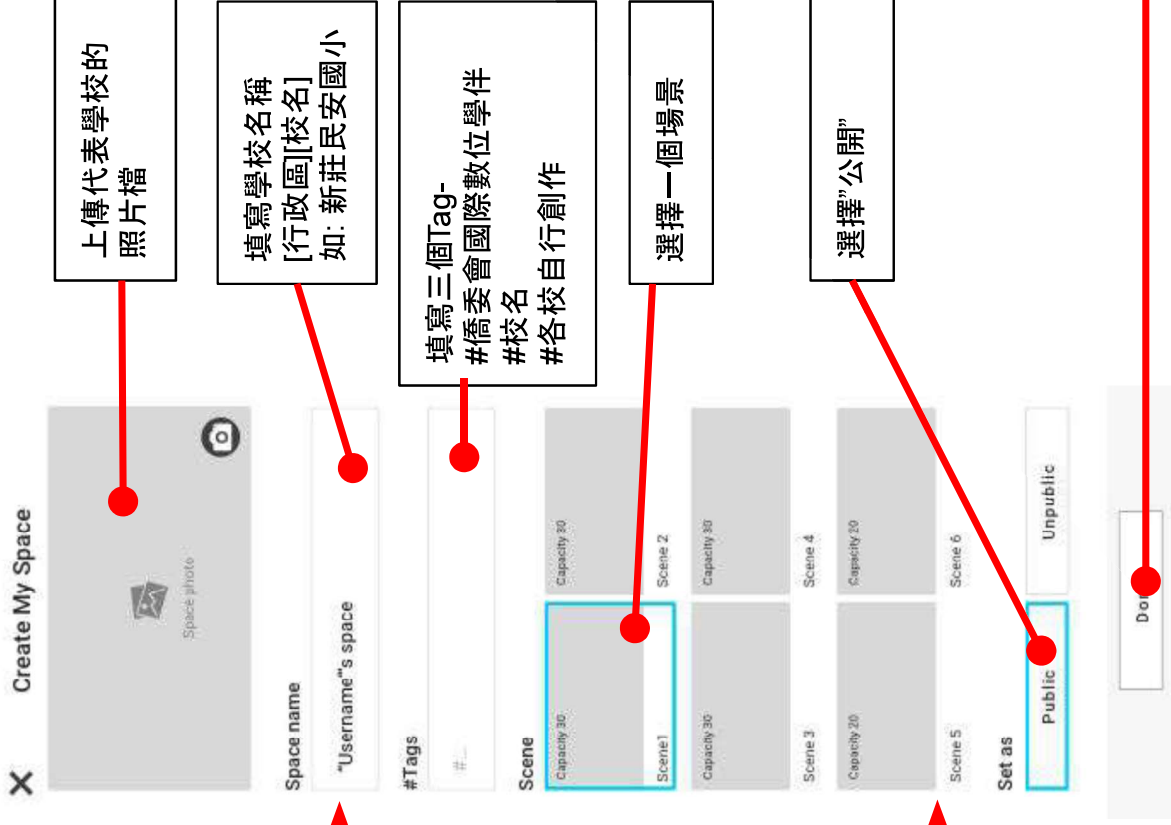 Create My Space
Space photo
Space name
"Username"'s space
#Tags
#...
Scene
Capacity 30
Scene1
Capacity 30
Scene 2
Capacity 30
Scene 3
Capacity 30
Scene 4
Capacity 20
Scene 5
Capacity 20
Scene 6
Set as
Public
Unpublic
上傳代表學校的
照片檔
填寫學校名稱
[行政區][校名]
如: 新莊民安國小
填寫三個Tag-
#僑委會國際數位學伴
#校名
#各校自行創作
選擇一個場景
選擇”公開”